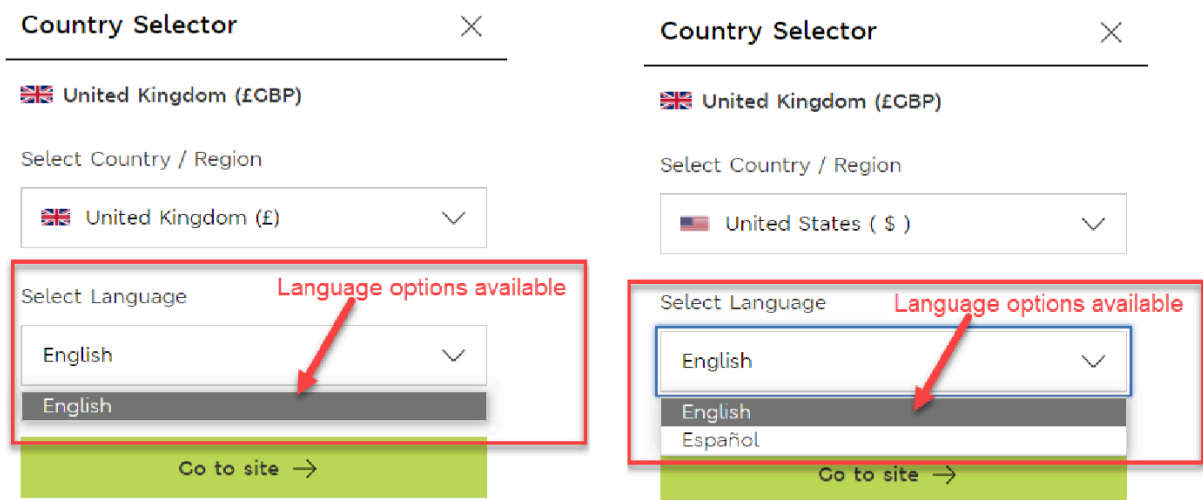 Country Selector
United Kingdom (£GBP)
Select Country / Region
United Kingdom (£)
Select Language
Language options available
English
English
Go to site →
Country Selector
United Kingdom (£GBP)
Select Country / Region
United States ( $ )
Select Language
Language options available
English
English
Español
Go to site →